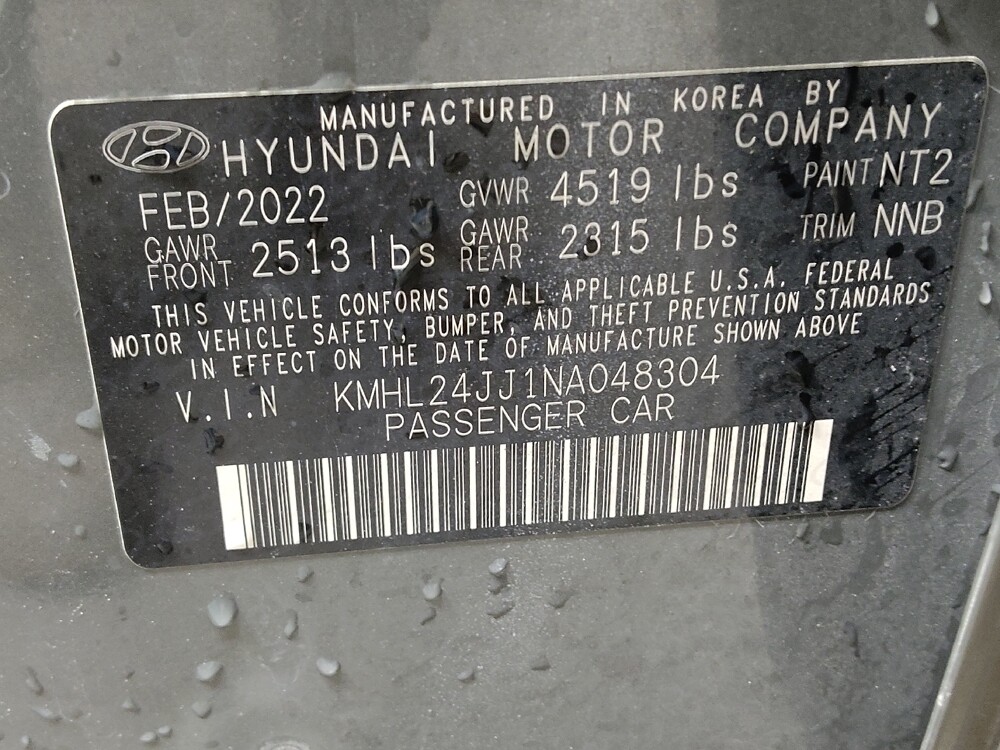 MANUFACTURED IN KOREA BY
HYUNDAI MOTOR COMPANY
FEB/2022 GVWR 4519 lbs PAINT NT2
GAWR FRONT 2513 lbs GAWR REAR 2315 lbs TRIM NNB
THIS VEHICLE CONFORMS TO ALL APPLICABLE U.S.A. FEDERAL
MOTOR VEHICLE SAFETY, BUMPER, AND THEFT PREVENTION STANDARDS
IN EFFECT ON THE DATE OF MANUFACTURE SHOWN ABOVE
V.I.N KMHL24JJ1NA048304
PASSENGER CAR